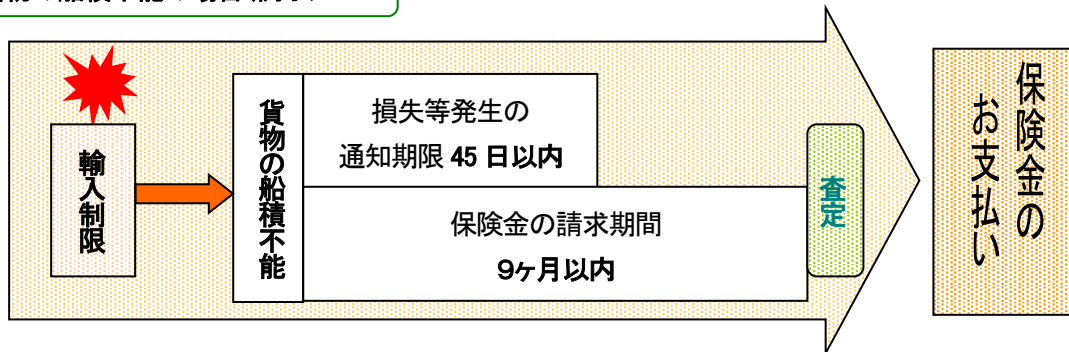 輸入制限
貨物の船積不能
損失等発生の
通知期限 45 日以内
保険金の請求期間
9ヶ月以内
査定
保険金の
お支払い